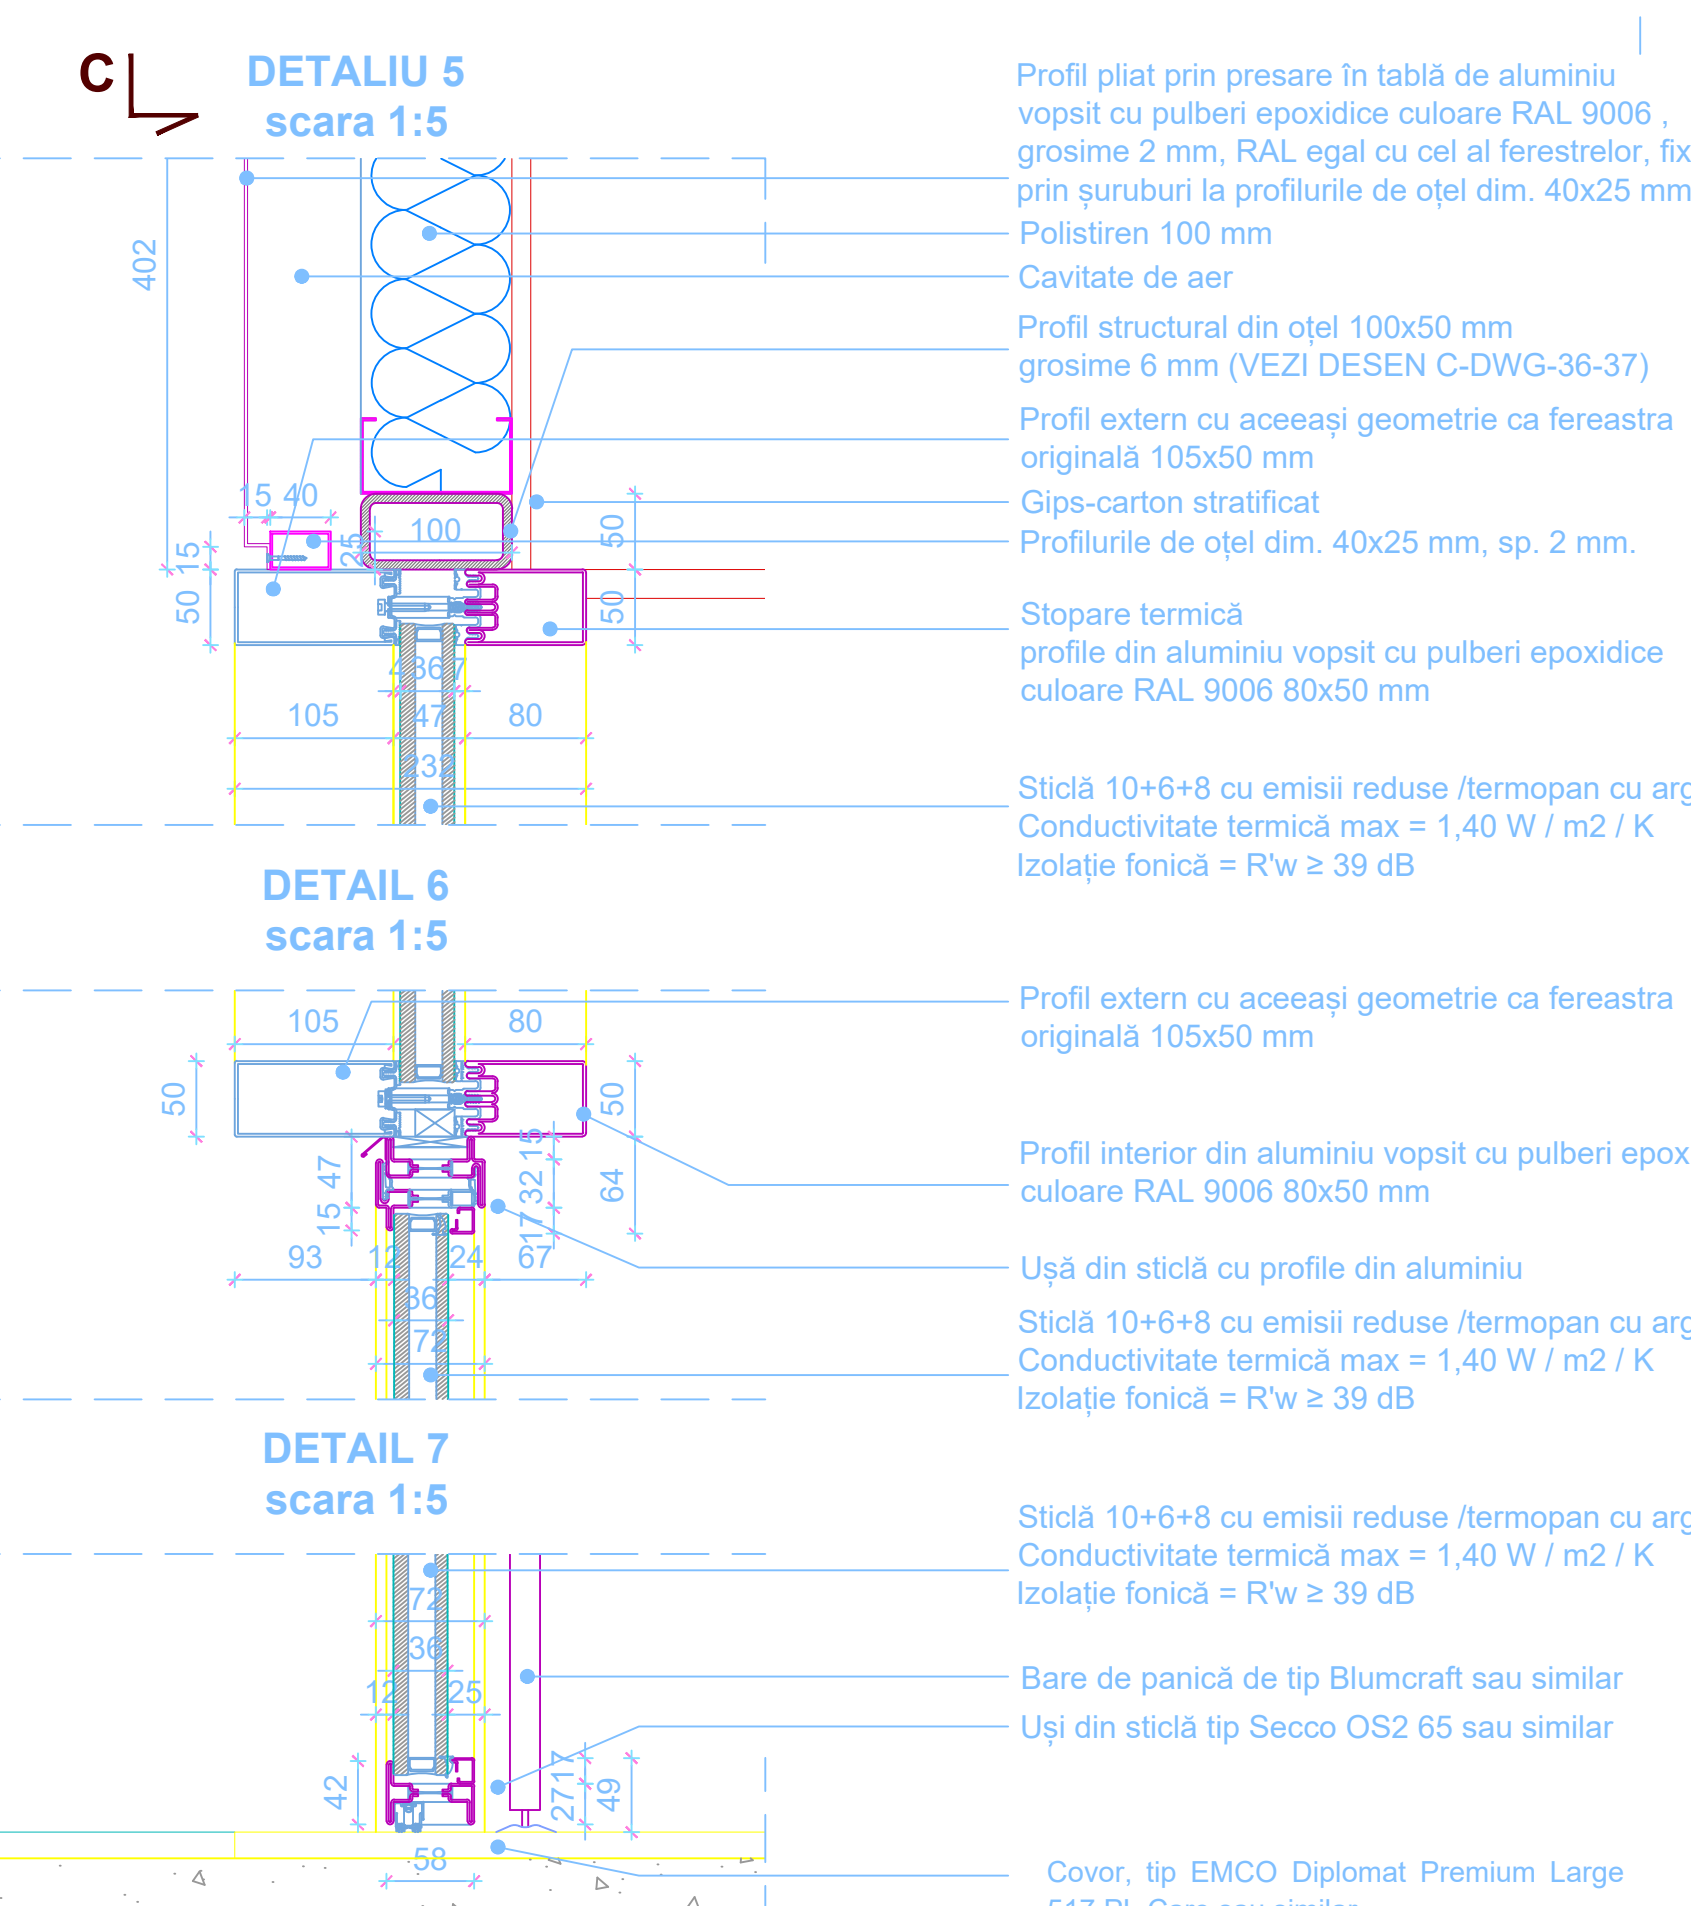 C
DETALIU 5
scara 1:5
Profil pliat prin presare în tablă de aluminiu
vopsit cu pulberi epoxidice culoare RAL 9006 ,
grosime 2 mm, RAL egal cu cel al ferestrelor, fix
prin șuruburi la profilurile de oțel dim. 40x25 mm
Polistiren 100 mm
Cavitate de aer
Profil structural din oțel 100x50 mm
grosime 6 mm (VEZI DESEN C-DWG-36-37)
Profil extern cu aceeași geometrie ca fereastra
originală 105x50 mm
Gips-carton stratificat
Profilurile de oțel dim. 40x25 mm, sp. 2 mm.
Stopare termică
profile din aluminiu vopsit cu pulberi epoxidice
culoare RAL 9006 80x50 mm
Sticlă 10+6+8 cu emisii reduse /termopan cu arg
Conductivitate termică max = 1,40 W / m2 / K
Izolație fonică = R'w ≥ 39 dB
402
15 40
100
25
50
15
50
50
4 36 7
105 47 80
232
DETAIL 6
scara 1:5
Profil extern cu aceeași geometrie ca fereastra
originală 105x50 mm
Profil interior din aluminiu vopsit cu pulberi epox
culoare RAL 9006 80x50 mm
Ușă din sticlă cu profile din aluminiu
Sticlă 10+6+8 cu emisii reduse /termopan cu arg
Conductivitate termică max = 1,40 W / m2 / K
Izolație fonică = R'w ≥ 39 dB
105 80
50
50
15
47
32
64
15
17
93 12 24 67
36
72
DETAIL 7
scara 1:5
Sticlă 10+6+8 cu emisii reduse /termopan cu arg
Conductivitate termică max = 1,40 W / m2 / K
Izolație fonică = R'w ≥ 39 dB
Bare de panică de tip Blumcraft sau similar
Uși din sticlă tip Secco OS2 65 sau similar
Covor, tip EMCO Diplomat Premium Large
72
36
12 25
42
17
27
49
58